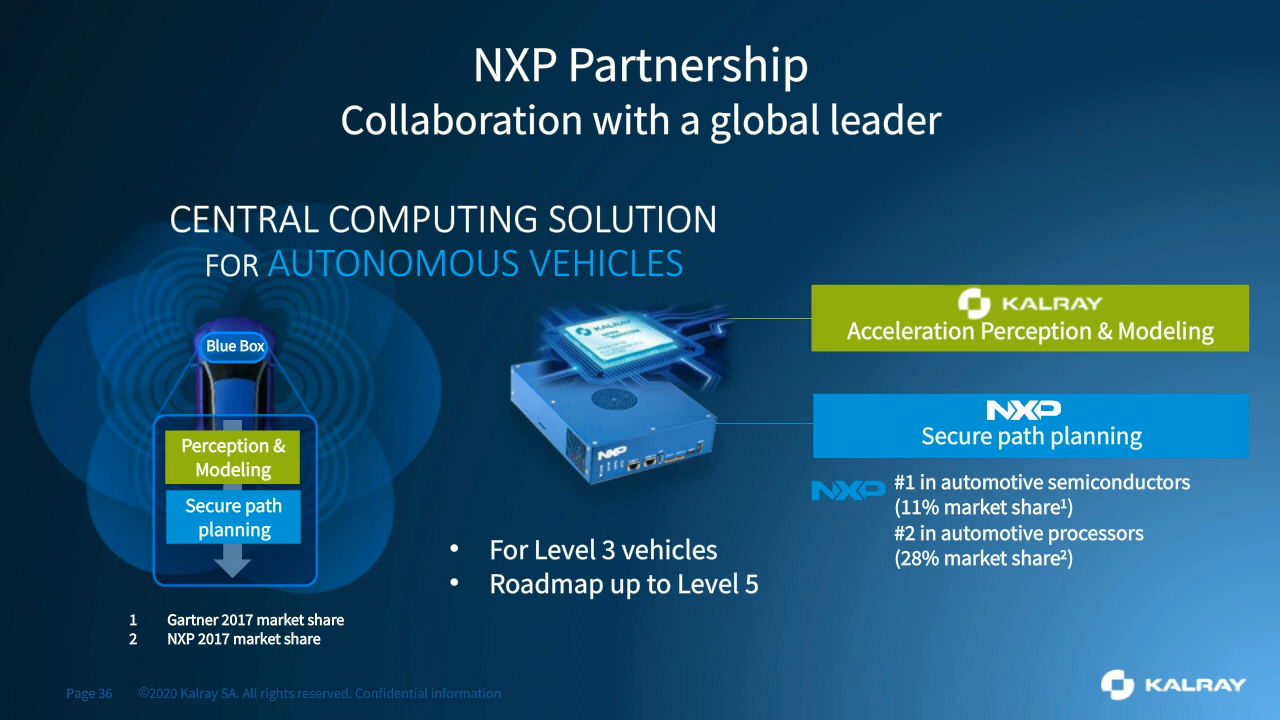 NXP Partnership
Collaboration with a global leader
CENTRAL COMPUTING SOLUTION
FOR AUTONOMOUS VEHICLES
Blue Box
Perception &
Modeling
Secure path
planning
KALRAY
NXP
KALRAY
Acceleration Perception & Modeling
NXP
Secure path planning
NXP
#1 in automotive semiconductors
(11% market share¹)
#2 in automotive processors
(28% market share²)
• For Level 3 vehicles
• Roadmap up to Level 5
1 Gartner 2017 market share
2 NXP 2017 market share
Page 36 ©2020 Kalray SA. All rights reserved. Confidential information
KALRAY